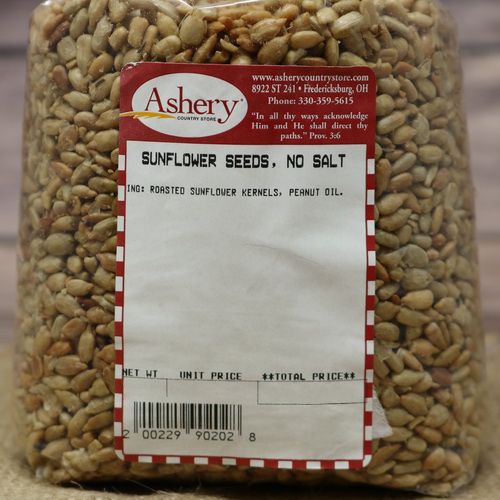 Ashery
COUNTRY STORE
www.asherycountrystore.com
8922 ST 241 • Fredericksburg, OH
Phone: 330-359-5615
"In all thy ways acknowledge
Him and He shall direct thy
paths." Prov. 3:6
SUNFLOWER SEEDS, NO SALT
ING: ROASTED SUNFLOWER KERNELS, PEANUT OIL.
NET WT UNIT PRICE **TOTAL PRICE**
2 00229 90202 8